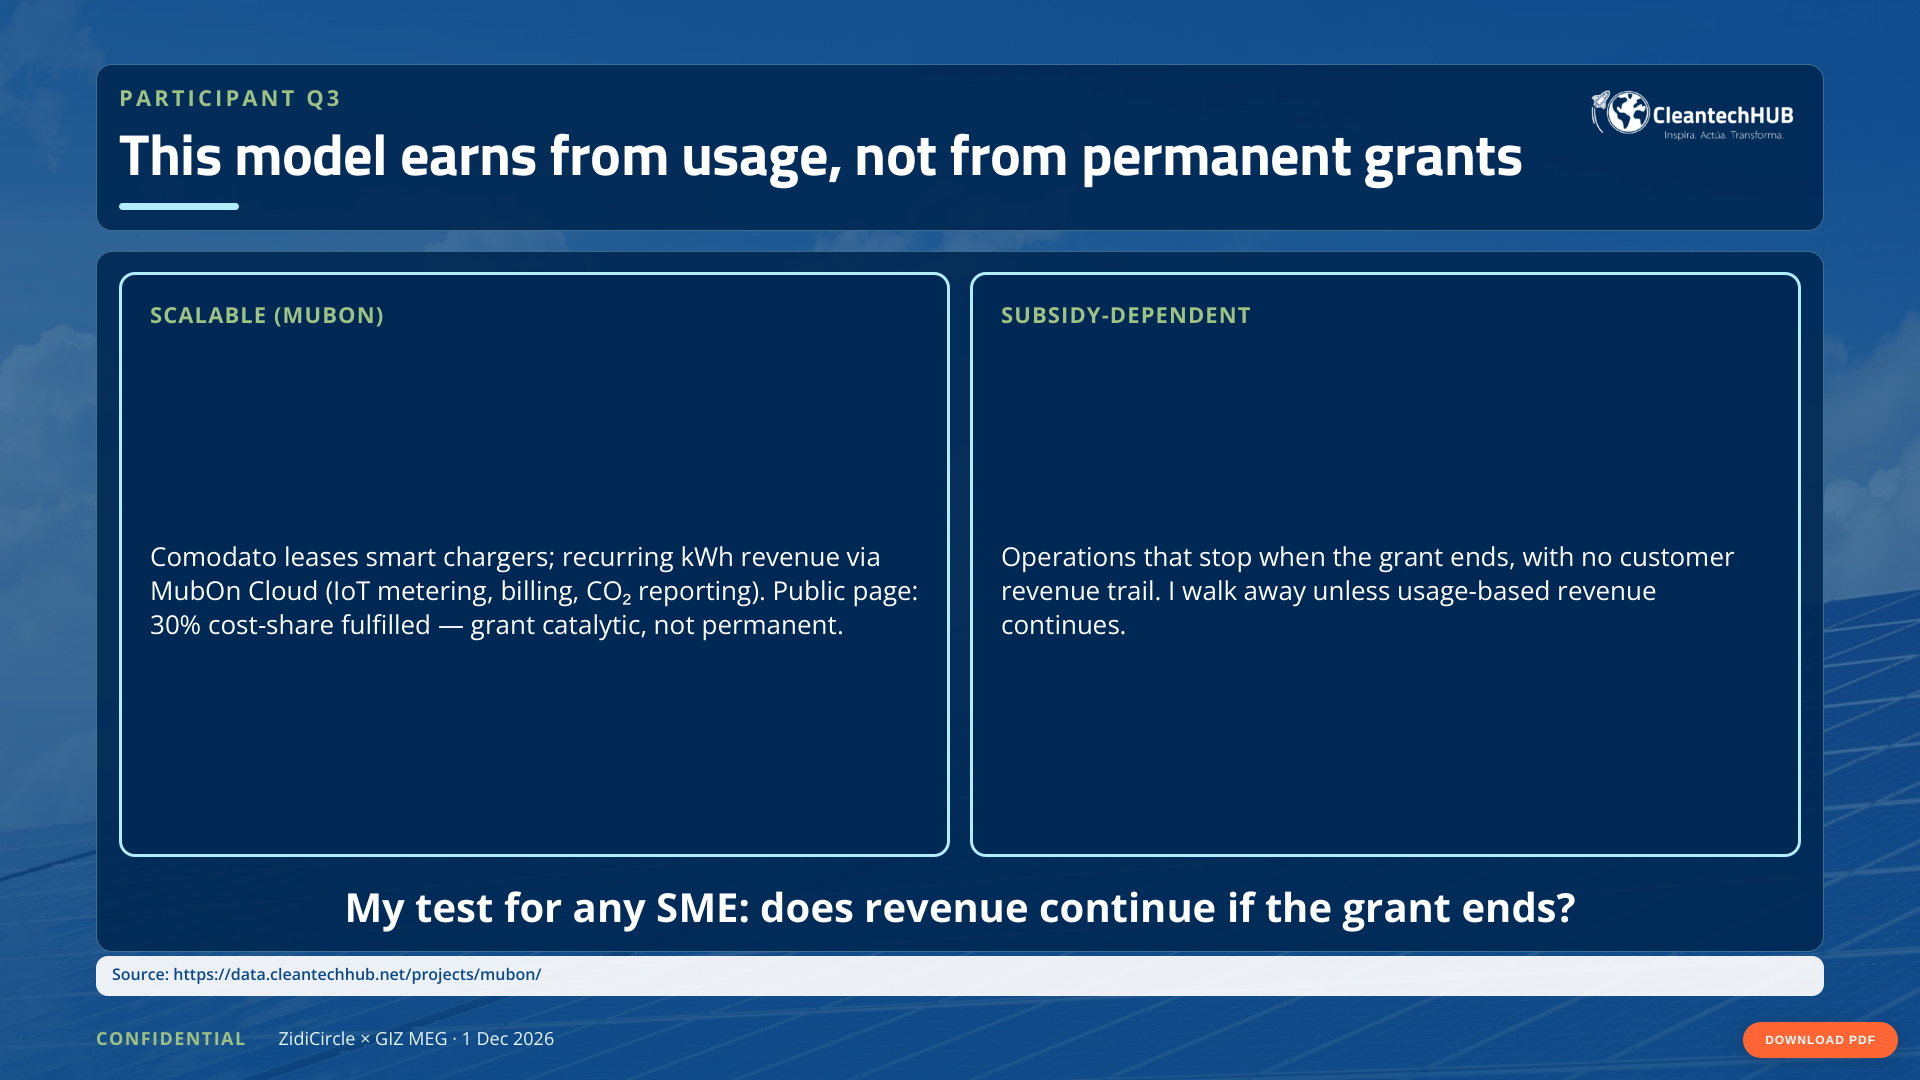 PARTICIPANT Q3
This model earns from usage, not from permanent grants
CleantechHUB
Inspira. Actúa. Transforma.
SCALABLE (MUBON)
Comodato leases smart chargers; recurring kWh revenue via
MubOn Cloud (IoT metering, billing, CO₂ reporting). Public page:
30% cost-share fulfilled — grant catalytic, not permanent.
SUBSIDY-DEPENDENT
Operations that stop when the grant ends, with no customer
revenue trail. I walk away unless usage-based revenue
continues.
My test for any SME: does revenue continue if the grant ends?
Source: https://data.cleantechhub.net/projects/mubon/
CONFIDENTIAL ZidiCircle × GIZ MEG · 1 Dec 2026
DOWNLOAD PDF